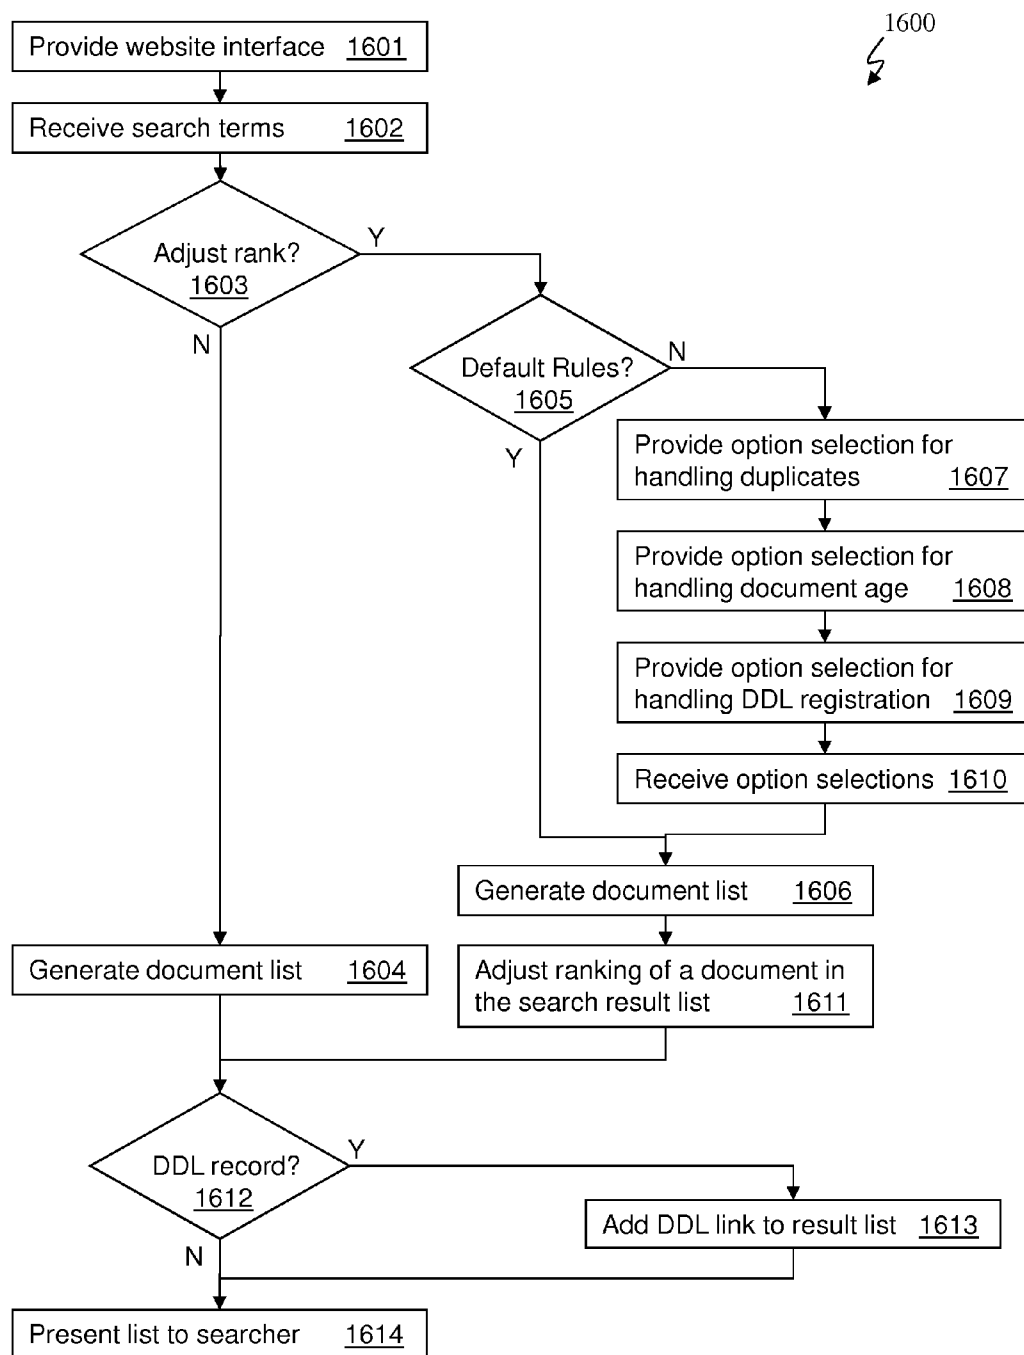 1600
Provide website interface 1601
Receive search terms 1602
Adjust rank?
1603
Y
N
Default Rules?
1605
N
Y
Provide option selection for
handling duplicates 1607
Provide option selection for
handling document age 1608
Provide option selection for
handling DDL registration 1609
Receive option selections 1610
Generate document list 1606
Generate document list 1604
Adjust ranking of a document in
the search result list 1611
DDL record?
1612
Y
N
Add DDL link to result list 1613
Present list to searcher 1614